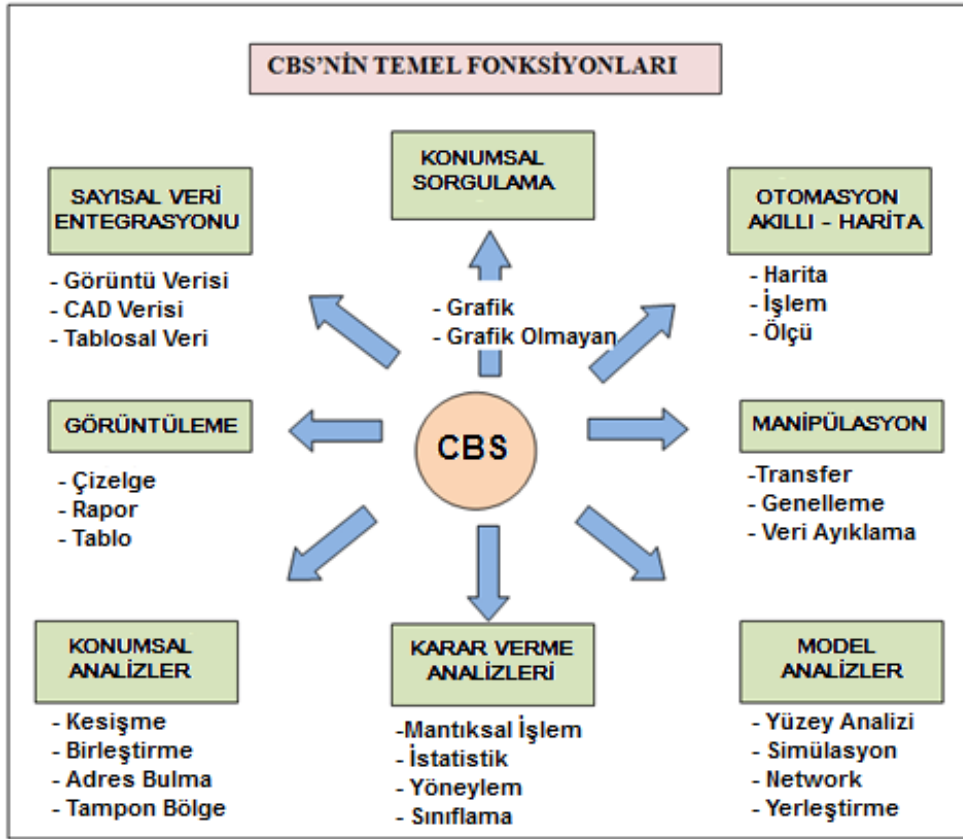 CBS'NİN TEMEL FONKSİYONLARI
KONUMSAL
SORGULAMA
- Grafik
- Grafik Olmayan
SAYISAL VERİ
ENTEGRASYONU
- Görüntü Verisi
- CAD Verisi
- Tablosal Veri
OTOMASYON
AKILLI - HARİTA
- Harita
- İşlem
- Ölçü
GÖRÜNTÜLEME
- Çizelge
- Rapor
- Tablo
CBS
MANİPÜLASYON
-Transfer
- Genelleme
- Veri Ayıklama
KONUMSAL
ANALİZLER
- Kesişme
- Birleştirme
- Adres Bulma
- Tampon Bölge
KARAR VERME
ANALİZLERİ
-Mantıksal İşlem
- İstatistik
- Yöneylem
- Sınıflama
MODEL
ANALİZLER
- Yüzey Analizi
- Simülasyon
- Network
- Yerleştirme